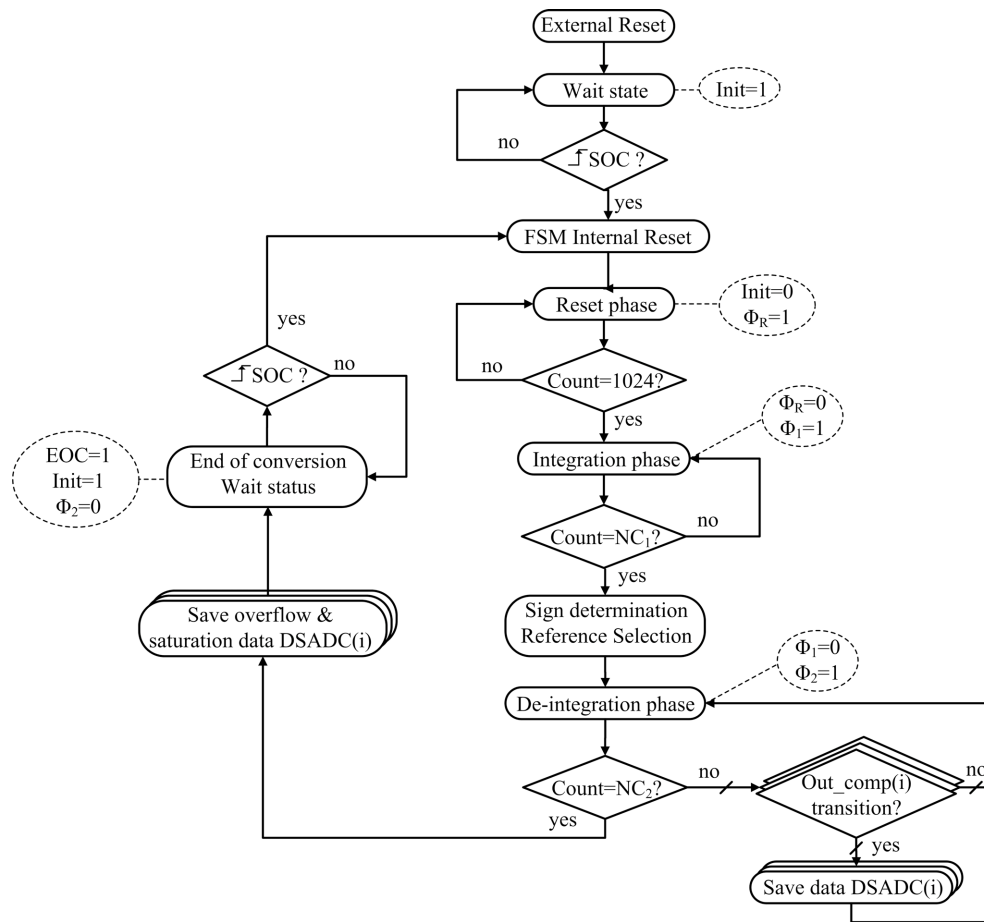 External Reset
Wait state
Init=1
no
SOC ?
yes
FSM Internal Reset
Reset phase
Init=0
Φ_R=1
no
Count=1024?
yes
Φ_R=0
Φ_1=1
Integration phase
no
Count=NC_1?
yes
Sign determination
Reference Selection
Φ_1=0
Φ_2=1
De-integration phase
Count=NC_2?
no
yes
Out_comp(i)
transition?
no
yes
Save data DSADC(i)
Save overflow &
saturation data DSADC(i)
End of conversion
Wait status
EOC=1
Init=1
Φ_2=0
SOC ?
no
yes